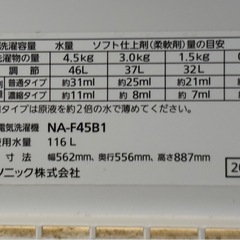 洗濯容量 水量 ソフト仕上剤(柔軟剤)量の目安
洗濯物の量 4.5kg 3.0kg 1.5kg
調節 46L 37L 32L
普通タイプ 約31ml 約25ml 約21ml
濃縮タイプ 約11ml 約8ml 約7ml
タイプは原液を約2倍の水で薄めてください
電気洗濯機 NA-F45B1
使用水量 116L
寸法 幅562mm、奥行556mm、高さ887mm
ソニック株式会社
20